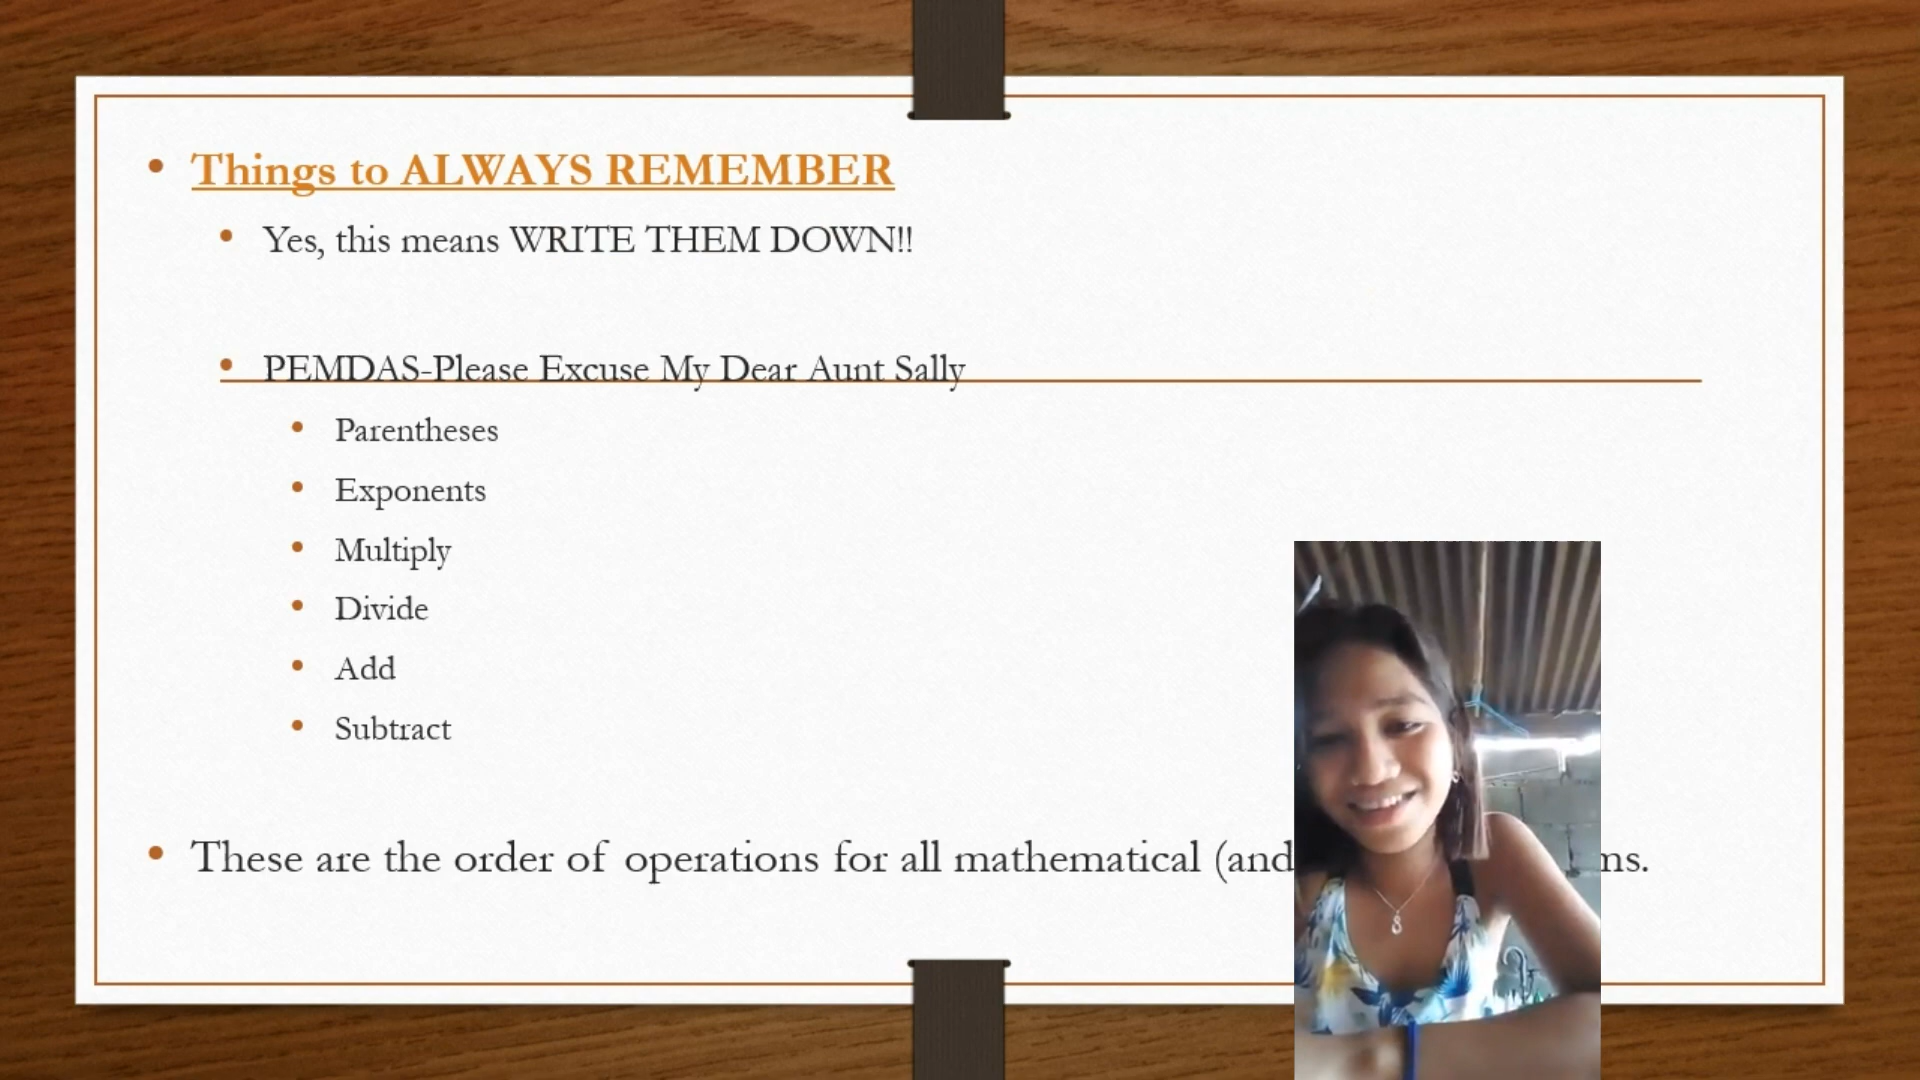 Things to ALWAYS REMEMBER
Yes, this means WRITE THEM DOWN!!
PEMDAS-Please Excuse My Dear Aunt Sally
Parentheses
Exponents
Multiply
Divide
Add
Subtract
These are the order of operations for all mathematical (and